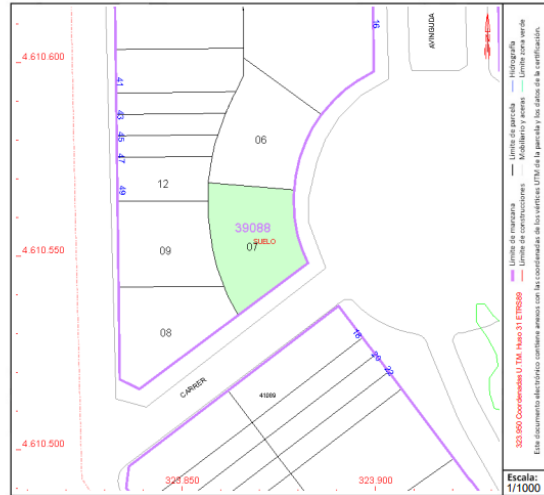 4.610.600
4.610.550
4.610.500
323.850
323.900
16
AVINGUDA
41
43
45
47
49
06
12
39088
SUELO
07
09
08
CARRER
18
20
22
Límite de manzana
Límite de parcela
Hidrografía
Límite de construcciones
Mobiliario y aceras
Límite zona verde
323.950 Coordenadas U.T.M. Huso 31 ETRS89
Este documento electrónico contiene anexos con las coordenadas de los vértices UTM de la parcela y los datos de la certificación.
Escala:
1/1000